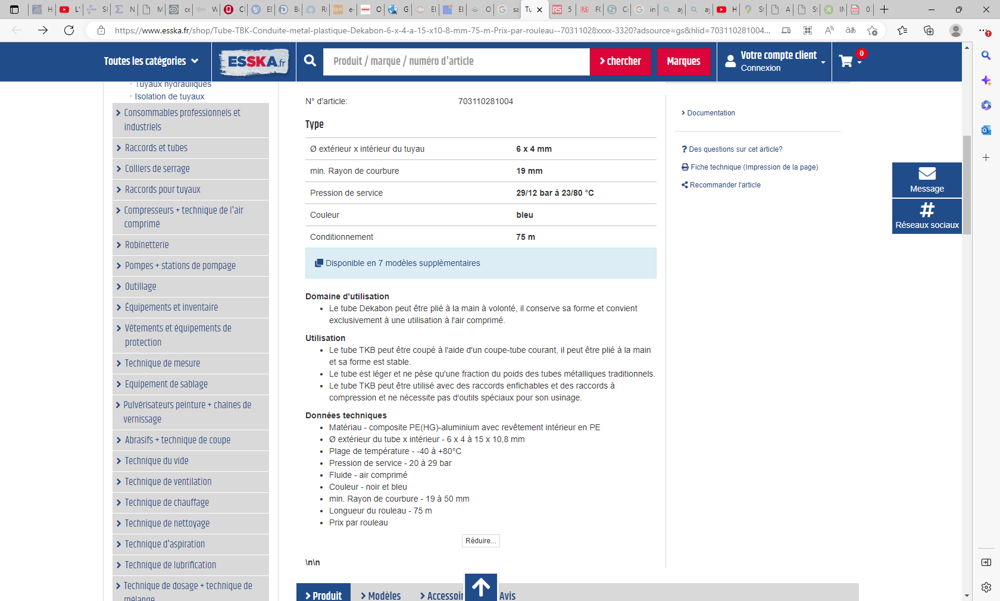 https://www.esska.fr/shop/Tube-TBK-Conduite-metal-plastique-Dekabon-6-x-4-a-15-x10-8-mm-75-m-Prix-par-rouleau--70311028xxxx-3320?adsource=gs&hlid=703110281004...
Toutes les catégories
ESSKA.fr
Produit / marque / numéro d'article
chercher
Marques
Votre compte client
Connexion
0
Tuyaux hydrauliques
Isolation de tuyaux
Consommables professionnels et
industriels
Raccords et tubes
Colliers de serrage
Raccords pour tuyaux
Compresseurs + technique de l'air
comprimé
Robinetterie
Pompes + stations de pompage
Outillage
Équipements et inventaire
Vêtements et équipements de
protection
Technique de mesure
Equipement de sablage
Pulvérisateurs peinture + chaines de
vernissage
Abrasifs + technique de coupe
Technique du vide
Technique de ventilation
Technique de chauffage
Technique de nettoyage
Technique d'aspiration
Technique de lubrification
Technique de dosage + technique de
mélange
N° d'article: 703110281004
Type
Ø extérieur x intérieur du tuyau 6 x 4 mm
min. Rayon de courbure 19 mm
Pression de service 29/12 bar à 23/80 °C
Couleur bleu
Conditionnement 75 m
Disponible en 7 modèles supplèmentaires
Domaine d'utilisation
• Le tube Dekabon peut être plié à la main à volonté, il conserve sa forme et convient
exclusivement à une utilisation à l'air comprimé.
Utilisation
• Le tube TKB peut être coupé à l'aide d'un coupe-tube courant, il peut être plié à la main
et sa forme est stable.
• Le tube est léger et ne pèse qu'une fraction du poids des tubes métalliques traditionnels.
• Le tube TKB peut être utilisé avec des raccords enfichables et des raccords à
compression et ne nécessite pas d'outils spéciaux pour son usinage.
Données techniques
• Matériau - composite PE(HG)-aluminium avec revêtement intérieur en PE
• Ø extérieur du tube x intérieur - 6 x 4 à 15 x 10,8 mm
• Plage de température - -40 à +80°C
• Pression de service - 20 à 29 bar
• Fluide - air comprimé
• Couleur - noir et bleu
• min. Rayon de courbure - 19 à 50 mm
• Longueur du rouleau - 75 m
• Prix par rouleau
Réduire...
\n\n
Produit Modèles Accessoir Avis
Documentation
Des questions sur cet article?
Fiche technique (Impression de la page)
Recommander l'article
Message
#
Réseaux sociaux